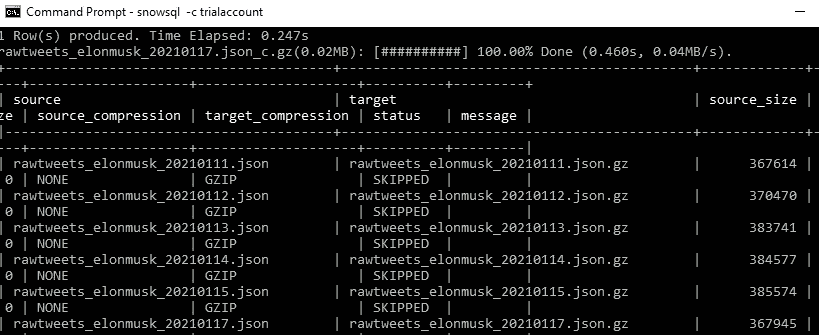 Command Prompt - snowsql -c trialaccount
1 Row(s) produced. Time Elapsed: 0.247s
rawtweets_elonmusk_20210117.json_c.gz(0.02MB): [##########] 100.00% Done (0.460s, 0.04MB/s).
| source | target | source_size |
ze | source_compression | target_compression | status | message |
| rawtweets_elonmusk_20210111.json | rawtweets_elonmusk_20210111.json.gz | 367614 |
0 | NONE | GZIP | SKIPPED | |
| rawtweets_elonmusk_20210112.json | rawtweets_elonmusk_20210112.json.gz | 370470 |
0 | NONE | GZIP | SKIPPED | |
| rawtweets_elonmusk_20210113.json | rawtweets_elonmusk_20210113.json.gz | 383741 |
0 | NONE | GZIP | SKIPPED | |
| rawtweets_elonmusk_20210114.json | rawtweets_elonmusk_20210114.json.gz | 384577 |
0 | NONE | GZIP | SKIPPED | |
| rawtweets_elonmusk_20210115.json | rawtweets_elonmusk_20210115.json.gz | 385574 |
0 | NONE | GZIP | SKIPPED | |
| rawtweets_elonmusk_20210117.json | rawtweets_elonmusk_20210117.json.gz | 367945 |